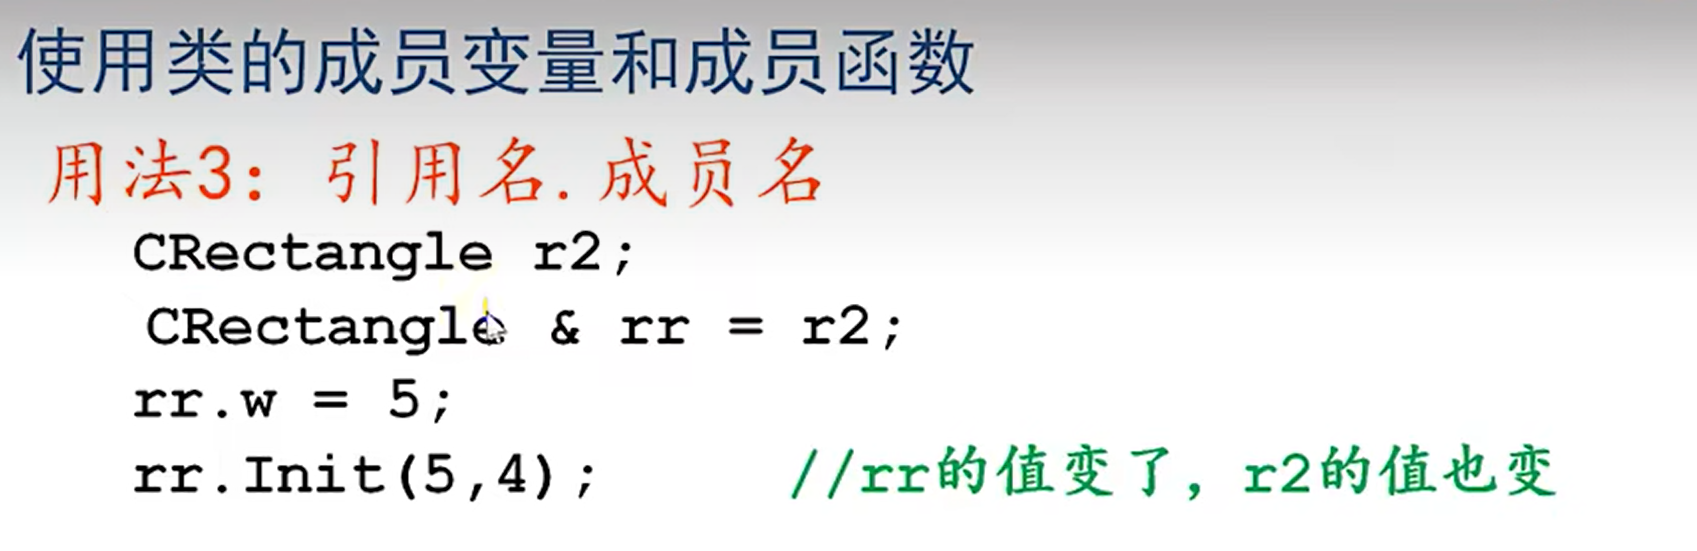 使用类的成员变量和成员函数
用法3：引用名.成员名
CRectangle r2;
CRectangle & rr = r2;
rr.w = 5;
rr.Init(5,4); //rr的值变了，r2的值也变